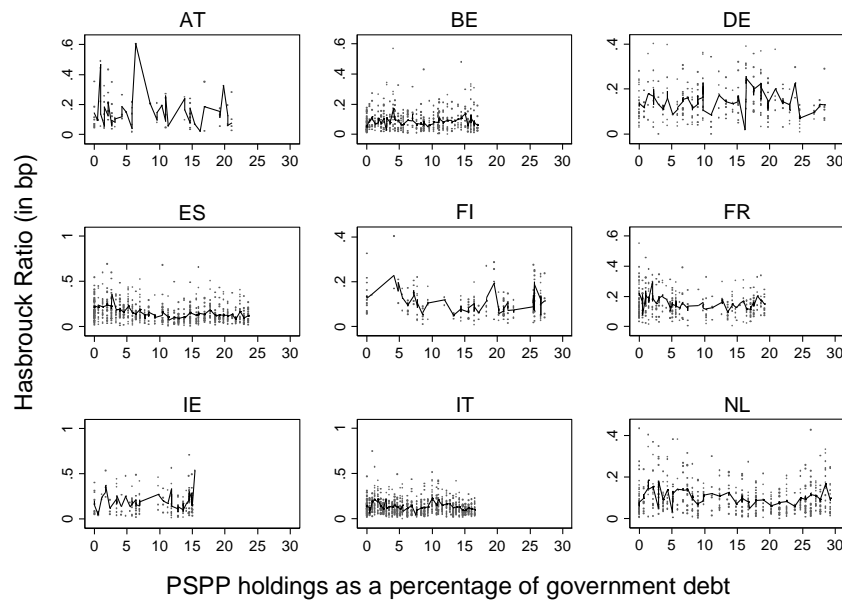 Hasbrouck Ratio (in bp)
AT
0 .2 .4 .6
0 5 10 15 20 25 30
BE
0 .2 .4 .6
0 5 10 15 20 25 30
DE
0 .2 .4
0 5 10 15 20 25 30
ES
0 .5 1
0 5 10 15 20 25 30
FI
0 .2 .4
0 5 10 15 20 25 30
FR
0 .2 .4 .6
0 5 10 15 20 25 30
IE
0 .5 1
0 5 10 15 20 25 30
IT
0 .5 1
0 5 10 15 20 25 30
NL
0 .2 .4
0 5 10 15 20 25 30
PSPP holdings as a percentage of government debt